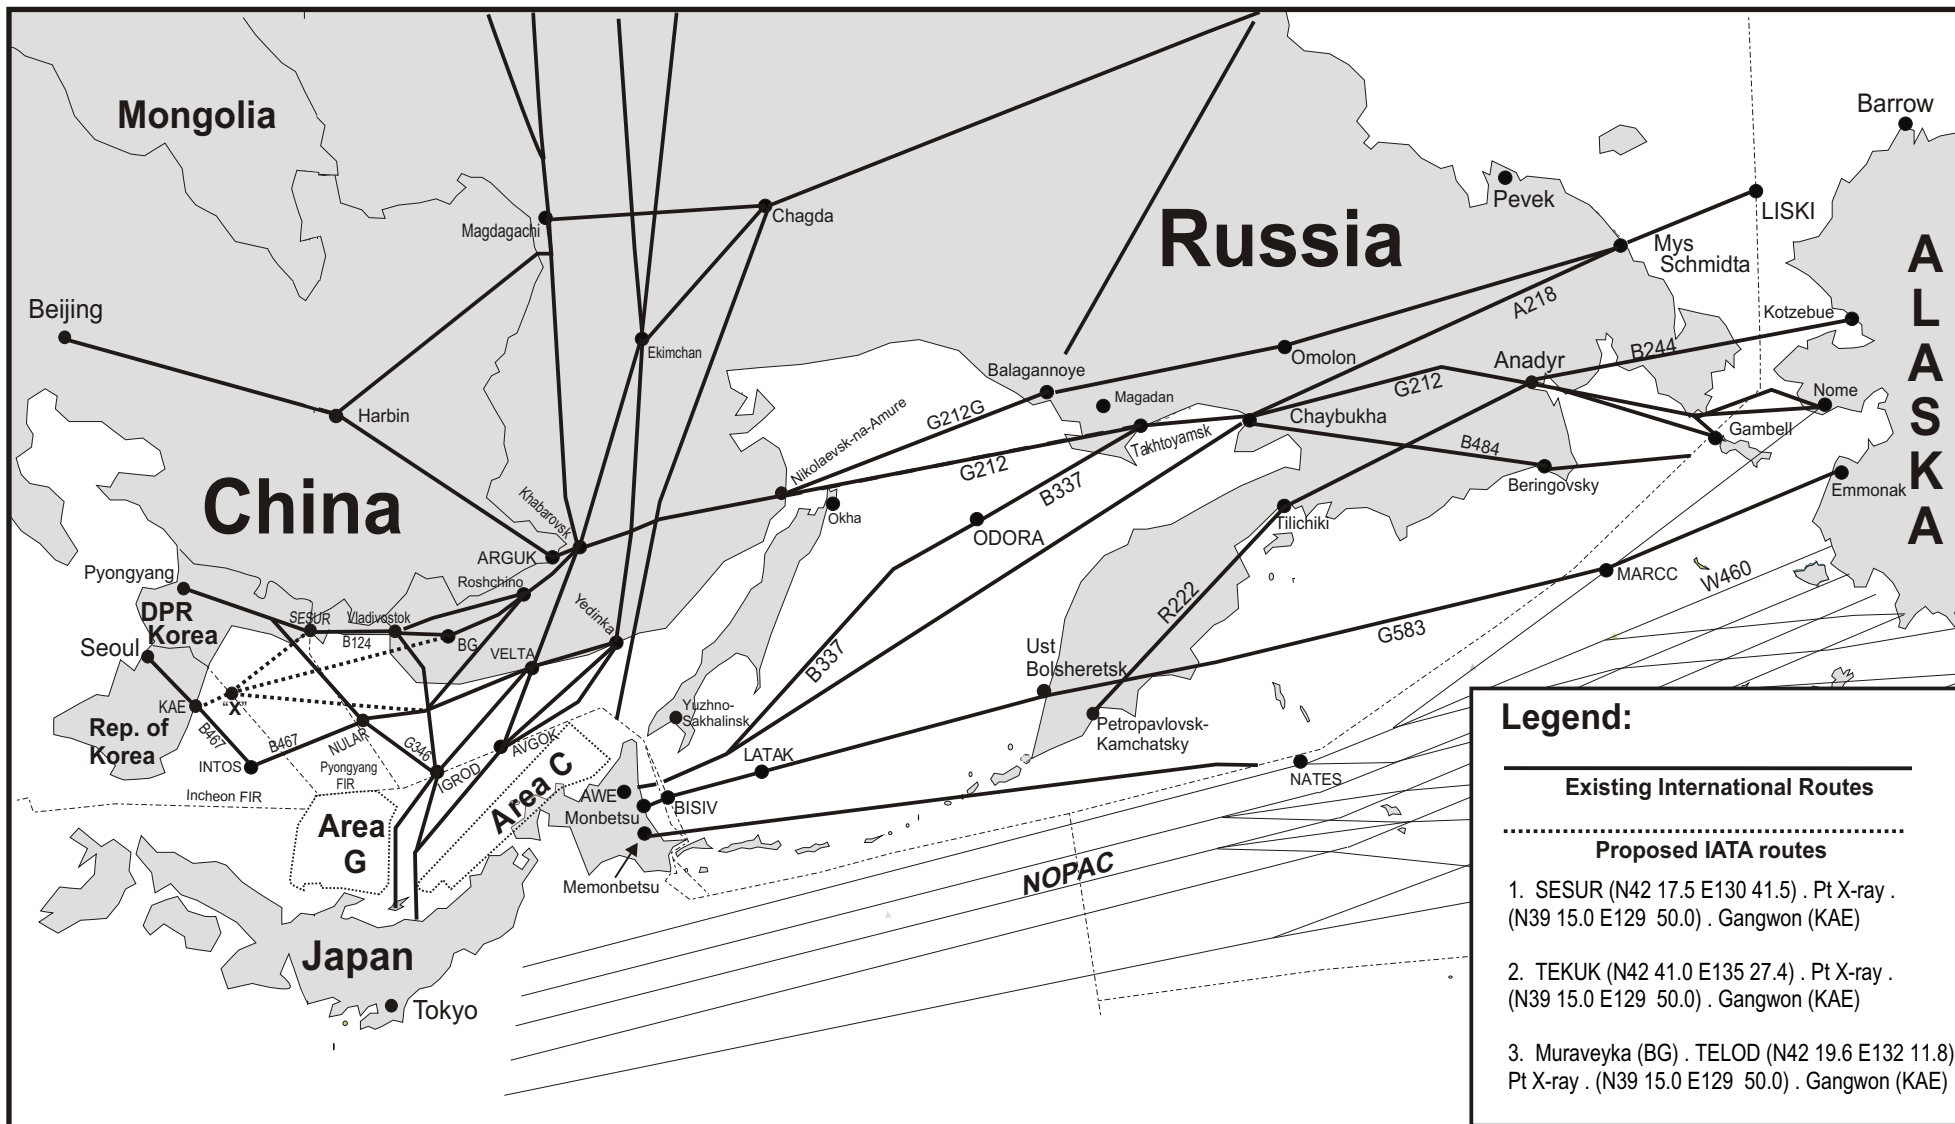 Mongolia
Barrow
Pevek
LISKI
Russia
Chagda
Magdagachi
Mys
Schmidta
A
L
A
S
K
A
Beijing
A218
Kotzebue
Ekimchan
Omolon
B244
Anadyr
Balagannoye
Magadan
G212
Nome
Harbin
G212G
Nikolaevsk-na-Amure
Takhtoyamsk
Chaybukha
Gambell
China
Khabarovsk
G212
B337
B484
Beringovsky
Emmonak
Okha
ODORA
Tilichiki
ARGUK
Pyongyang
Roshchino
MARCC
W460
DPR
Korea
SESUR
Vladivostok
B124
BG
Yedinka
R222
G583
Seoul
VELTA
B337
Ust
Bolsheretsk
KAE
"X"
Yuzhno-
Sakhalinsk
Petropavlovsk-
Kamchatsky
Rep. of
Korea
B467
B467
NULAR
G346
AVGOK
LATAK
INTOS
Pyongyang
FIR
IGROD
Area C
NATES
Incheon FIR
AWE
Monbetsu
BISIV
Area
G
Memonbetsu
NOPAC
Japan
Tokyo
Legend:
Existing International Routes
Proposed IATA routes
1. SESUR (N42 17.5 E130 41.5) . Pt X-ray .
(N39 15.0 E129 50.0) . Gangwon (KAE)
2. TEKUK (N42 41.0 E135 27.4) . Pt X-ray .
(N39 15.0 E129 50.0) . Gangwon (KAE)
3. Muraveyka (BG) . TELOD (N42 19.6 E132 11.8)
Pt X-ray . (N39 15.0 E129 50.0) . Gangwon (KAE)